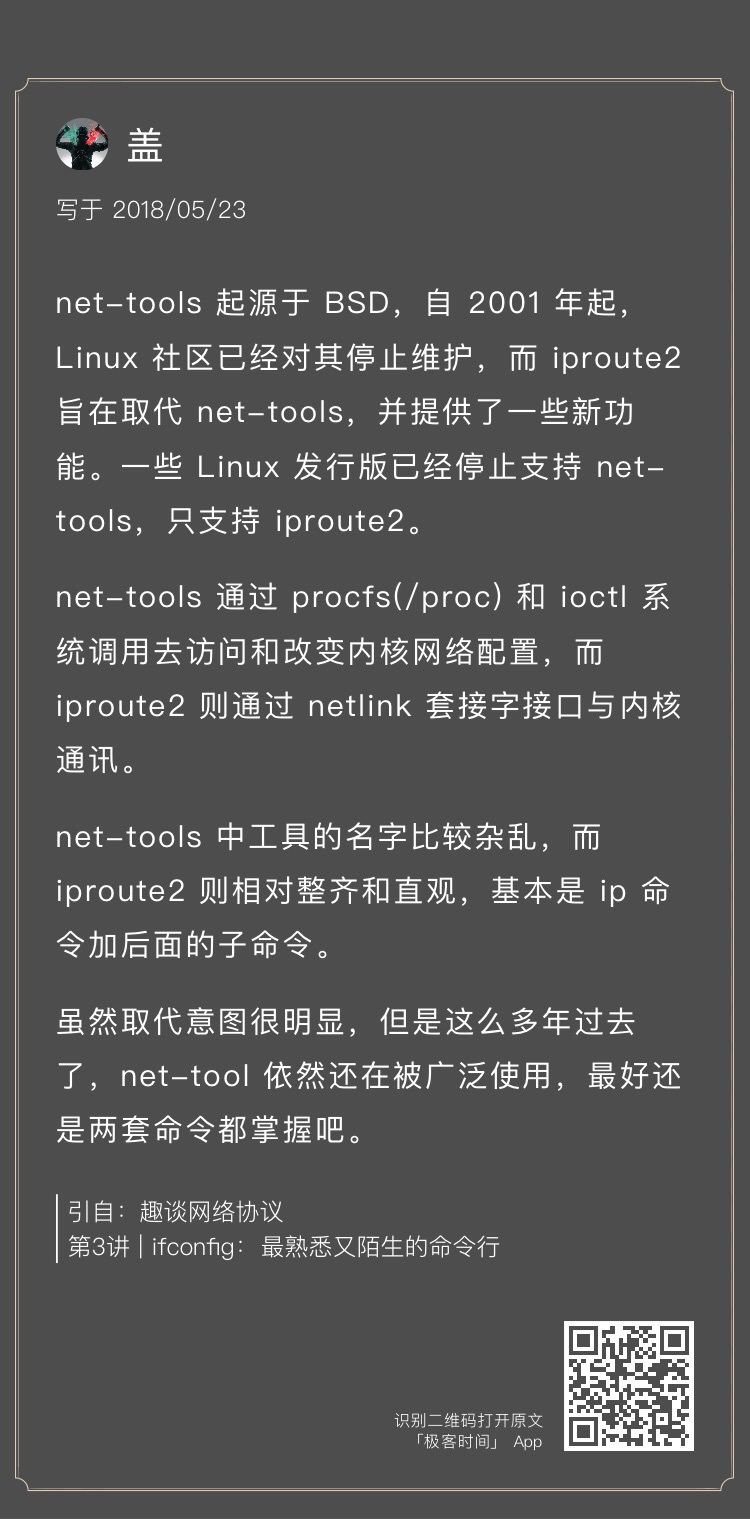 盖
写于 2018/05/23
net-tools 起源于 BSD，自 2001 年起，
Linux 社区已经对其停止维护，而 iproute2
旨在取代 net-tools，并提供了一些新功
能。一些 Linux 发行版已经停止支持 net-
tools，只支持 iproute2。
net-tools 通过 procfs(/proc) 和 ioctl 系
统调用去访问和改变内核网络配置，而
iproute2 则通过 netlink 套接字接口与内核
通讯。
net-tools 中工具的名字比较杂乱，而
iproute2 则相对整齐和直观，基本是 ip 命
令加后面的子命令。
虽然取代意图很明显，但是这么多年过去
了，net-tool 依然还在被广泛使用，最好还
是两套命令都掌握吧。
引自：趣谈网络协议
第3讲 | ifconfig：最熟悉又陌生的命令行
识别二维码打开原文
「极客时间」 App